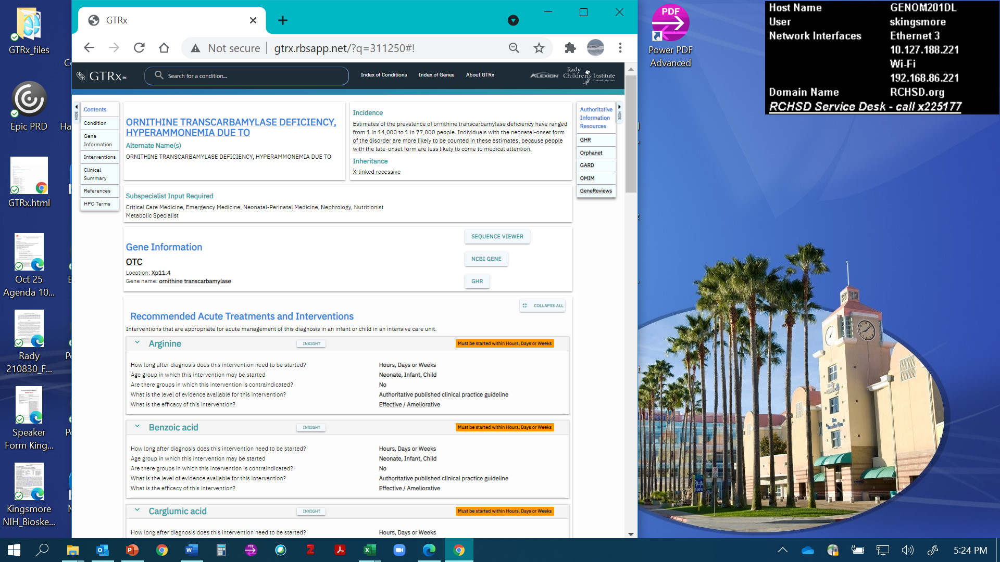 GTRx_files
Epic PRD
Ha
GTRx.html
Oct 25
Agenda 10...
Rady
210830_F...
Speaker
Form King...
Kingsmore
NIH_Bioske...
GTRx
Not secure
gtrx.rbsapp.net/?q=311250#!
GTRx
Search for a condition...
Index of Conditions
Index of Genes
About GTRx
ALEXION
Rady
Children's Institute
Contents
HIDE
Condition
Gene
Information
Interventions
Clinical
Summary
References
HPO Terms
ORNITHINE TRANSCARBAMYLASE DEFICIENCY,
HYPERAMMONEMIA DUE TO
Alternate Name(s)
ORNITHINE TRANSCARBAMYLASE DEFICIENCY, HYPERAMMONEMIA DUE TO
Incidence
Estimates of the prevalence of ornithine transcarbamylase deficiency have ranged
from 1 in 14,000 to 1 in 77,000 people. Individuals with the neonatal-onset form
of the disorder are more likely to be counted in these estimates, because people
with the late-onset form are less likely to come to medical attention.
Inheritance
X-linked recessive
Authoritative
Information
Resources
HIDE
GHR
Orphanet
GARD
OMIM
GeneReviews
Subspecialist Input Required
Critical Care Medicine, Emergency Medicine, Neonatal-Perinatal Medicine, Nephrology, Nutritionist
Metabolic Specialist
Gene Information
OTC
Location: Xp11.4
Gene name: ornithine transcarbamylase
SEQUENCE VIEWER
NCBI GENE
GHR
COLLAPSE ALL
Recommended Acute Treatments and Interventions
Interventions that are appropriate for acute management of this diagnosis in an infant or child in an intensive care unit.
Arginine
INXIGHT
Must be started within Hours, Days or Weeks
How long after diagnosis does this intervention need to be started? Hours, Days or Weeks
Age group in which this intervention may be started Neonate, Infant, Child
Are there groups in which this intervention is contraindicated? No
What is the level of evidence available for this intervention? Authoritative published clinical practice guideline
What is the efficacy of this intervention? Effective / Ameliorative
Benzoic acid
INXIGHT
Must be started within Hours, Days or Weeks
How long after diagnosis does this intervention need to be started? Hours, Days or Weeks
Age group in which this intervention may be started Neonate, Infant, Child
Are there groups in which this intervention is contraindicated? No
What is the level of evidence available for this intervention? Authoritative published clinical practice guideline
What is the efficacy of this intervention? Effective / Ameliorative
Carglumic acid
INXIGHT
Must be started within Hours, Days or Weeks
How long after diagnosis does this intervention need to be started? Hours, Days or Weeks
PDF
Power PDF
Advanced
Host Name GENOM201DL
User skingsmore
Network Interfaces Ethernet 3
10.127.188.221
Wi-Fi
192.168.86.221
Domain Name RCHSD.org
RCHSD Service Desk - call x225177
SLOW
5:24 PM